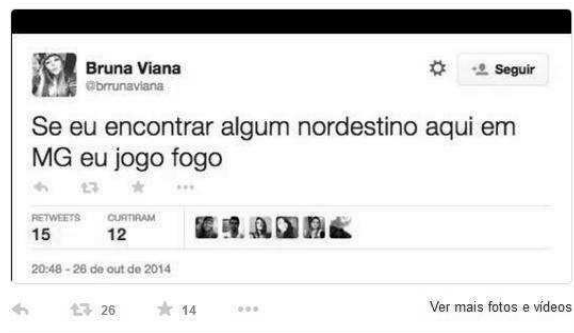 Bruna Viana
@brrunaviana
Seguir
Se eu encontrar algum nordestino aqui em
MG eu jogo fogo
RETWEETS CURTIRAM
15 12
20:48 - 26 de out de 2014
26 14
Ver mais fotos e vídeos